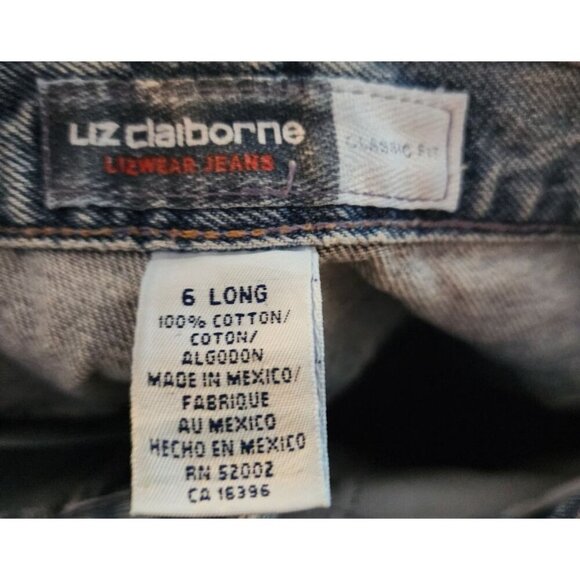 Liz claiborne
LIZWEAR JEANS
CLASSIC FIT
6 LONG
100% COTTON/
COTON/
ALGODON
MADE IN MEXICO/
FABRIQUE
AU MEXICO
HECHO EN MEXICO
RN 52002
CA 16396